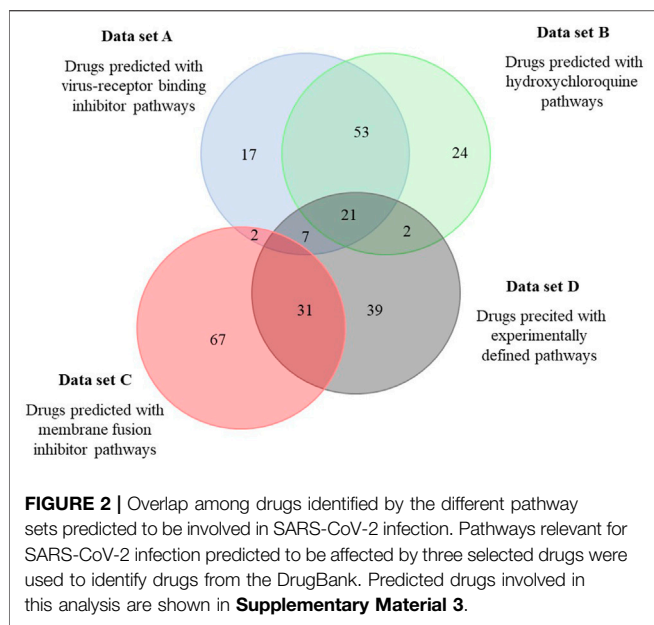 Data set A
Drugs predicted with
virus-receptor binding
inhibitor pathways
Data set B
Drugs predicted with
hydroxychloroquine
pathways
17
53
24
21
2
7
2
31
39
67
Data set D
Drugs precited with
experimentally
defined pathways
Data set C
Drugs predicted with
membrane fusion
inhibitor pathways
FIGURE 2 | Overlap among drugs identified by the different pathway
sets predicted to be involved in SARS-CoV-2 infection. Pathways relevant for
SARS-CoV-2 infection predicted to be affected by three selected drugs were
used to identify drugs from the DrugBank. Predicted drugs involved in
this analysis are shown in Supplementary Material 3.